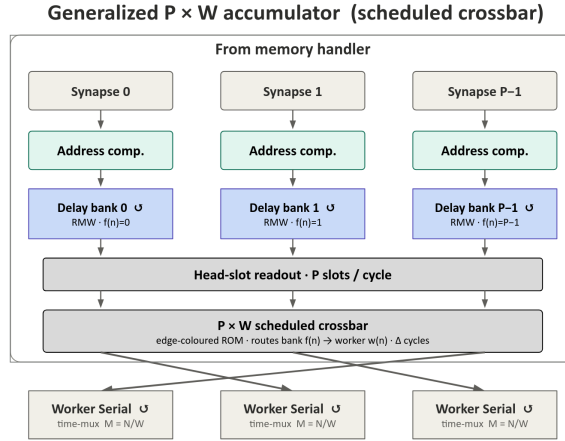 Generalized P × W accumulator (scheduled crossbar)
From memory handler
Synapse 0
Synapse 1
Synapse P−1
Address comp.
Address comp.
Address comp.
Delay bank 0 ↺
RMW · f(n)=0
Delay bank 1 ↺
RMW · f(n)=1
Delay bank P−1 ↺
RMW · f(n)=P−1
Head-slot readout · P slots / cycle
P × W scheduled crossbar
edge-coloured ROM · routes bank f(n) → worker w(n) · Δ cycles
Worker Serial ↺
time-mux M = N/W
Worker Serial ↺
time-mux M = N/W
Worker Serial ↺
time-mux M = N/W